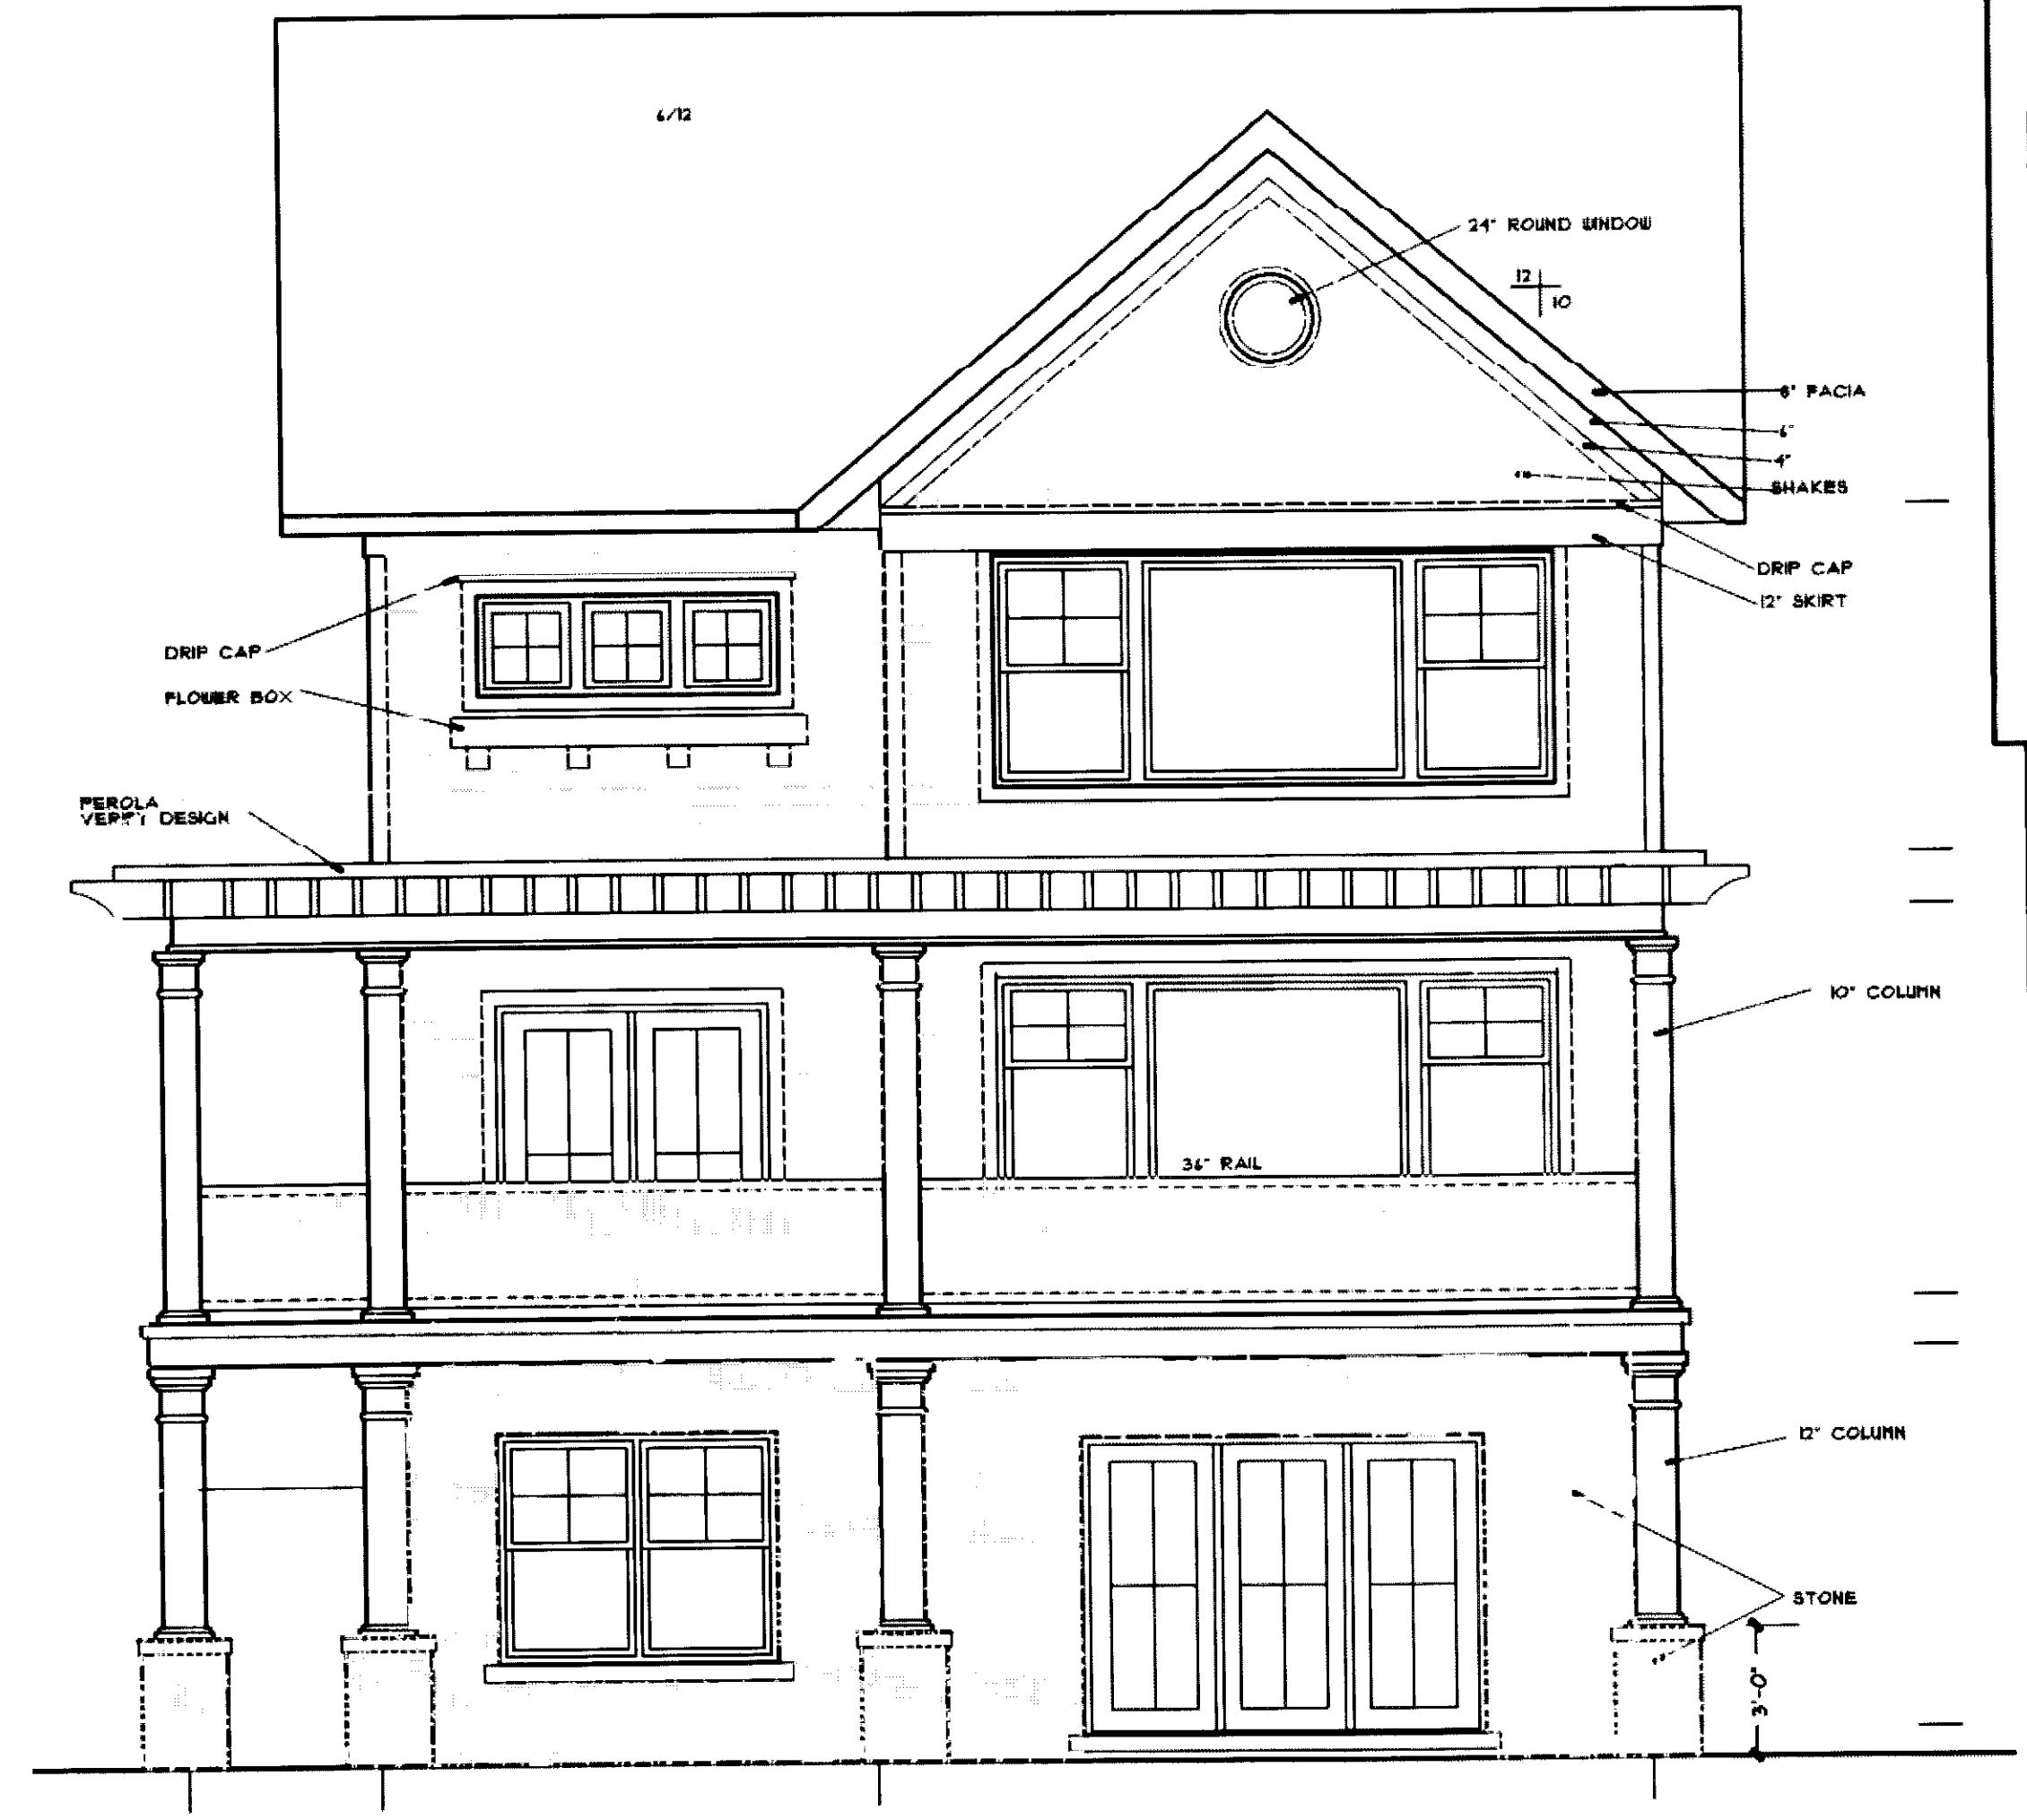 6/12
24" ROUND WINDOW
12
10
8" FACIA
6"
4"
SHAKES
DRIP CAP
12" SKIRT
DRIP CAP
FLOWER BOX
PEROLA
VERIFY DESIGN
10" COLUMN
36" RAIL
12" COLUMN
STONE
3'-0"